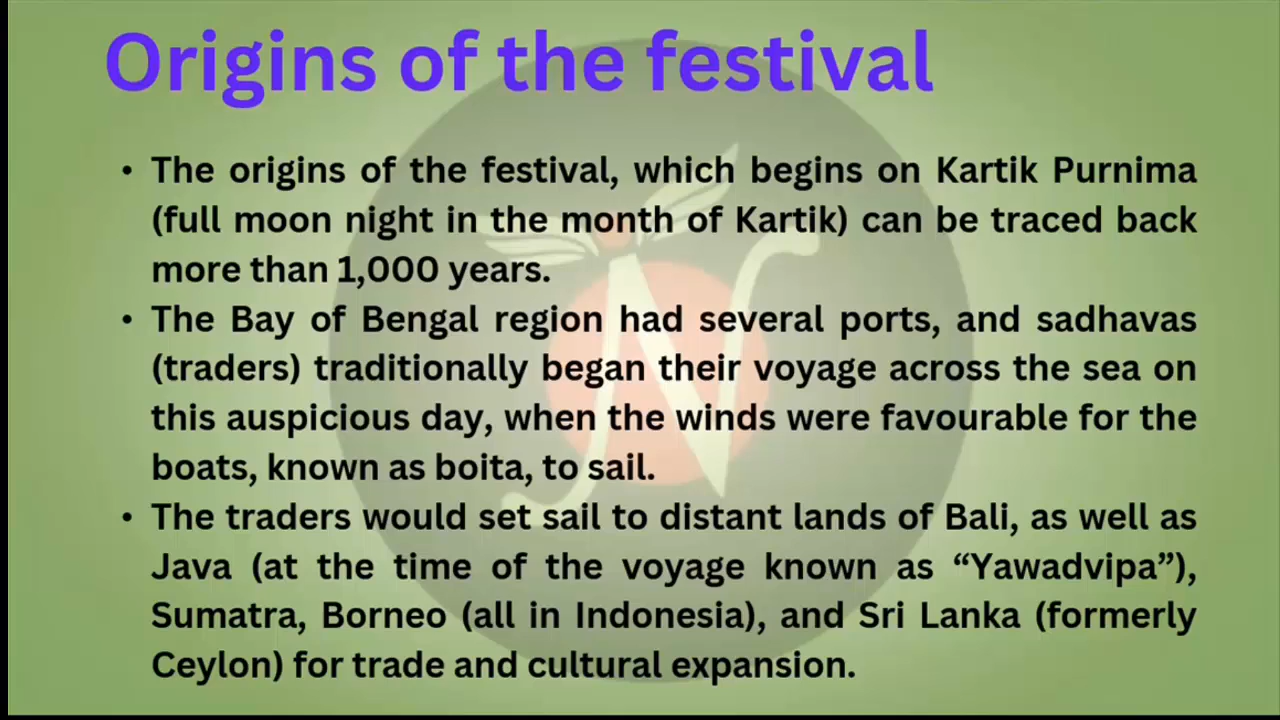 Origins of the festival
• The origins of the festival, which begins on Kartik Purnima
(full moon night in the month of Kartik) can be traced back
more than 1,000 years.
• The Bay of Bengal region had several ports, and sadhavas
(traders) traditionally began their voyage across the sea on
this auspicious day, when the winds were favourable for the
boats, known as boita, to sail.
• The traders would set sail to distant lands of Bali, as well as
Java (at the time of the voyage known as “Yawadvipa”),
Sumatra, Borneo (all in Indonesia), and Sri Lanka (formerly
Ceylon) for trade and cultural expansion.
N